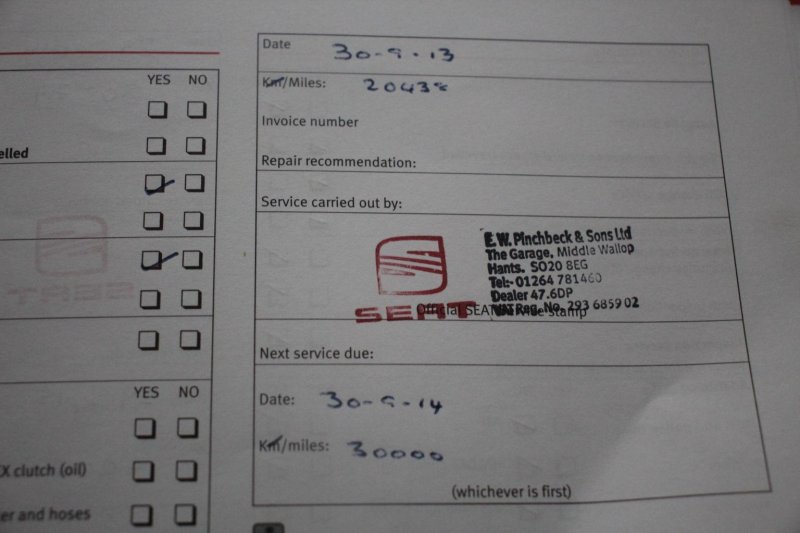 YES NO
elled
YES NO
X clutch (oil)
er and hoses
Date 30-9-13
Km/Miles: 20438
Invoice number
Repair recommendation:
Service carried out by:
SEAT
E.W. Pinchbeck & Sons Ltd
The Garage, Middle Wallop
Hants. SO20 8EG
Tel:- 01264 781460
Dealer 47.6DP
VAT Reg. No. 293 6859 02
Official SEAT Service stamp
Next service due:
Date: 30-9-14
Km/miles: 30000
(whichever is first)